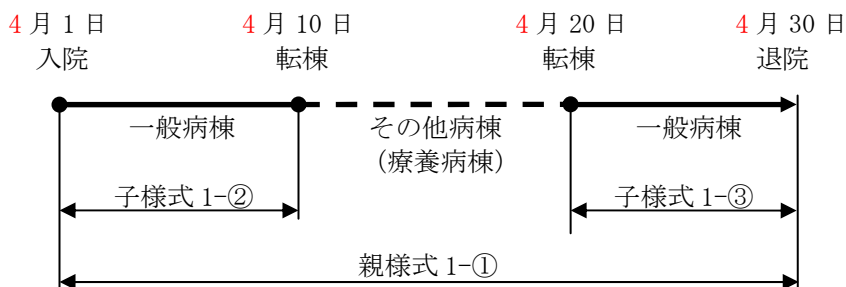 4月1日 4月10日 4月20日 4月30日
入院 転棟 転棟 退院
一般病棟 その他病棟 一般病棟
（療養病棟）
子様式 1-② 子様式 1-③
親様式 1-①